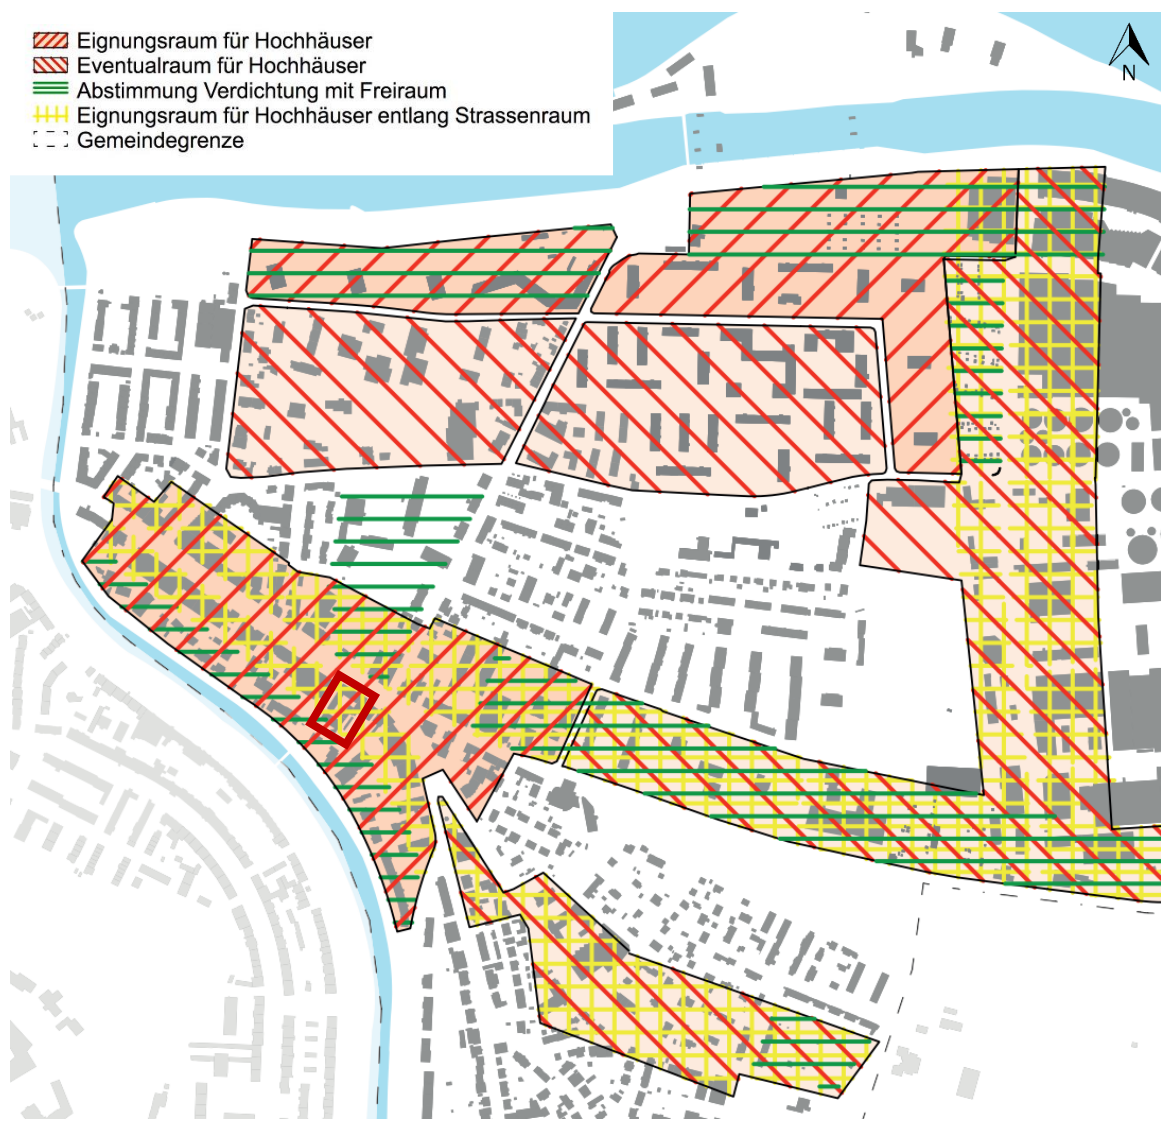 Eignungsraum für Hochhäuser
Eventualraum für Hochhäuser
Abstimmung Verdichtung mit Freiraum
Eignungsraum für Hochhäuser entlang Strassenraum
Gemeindegrenze
N